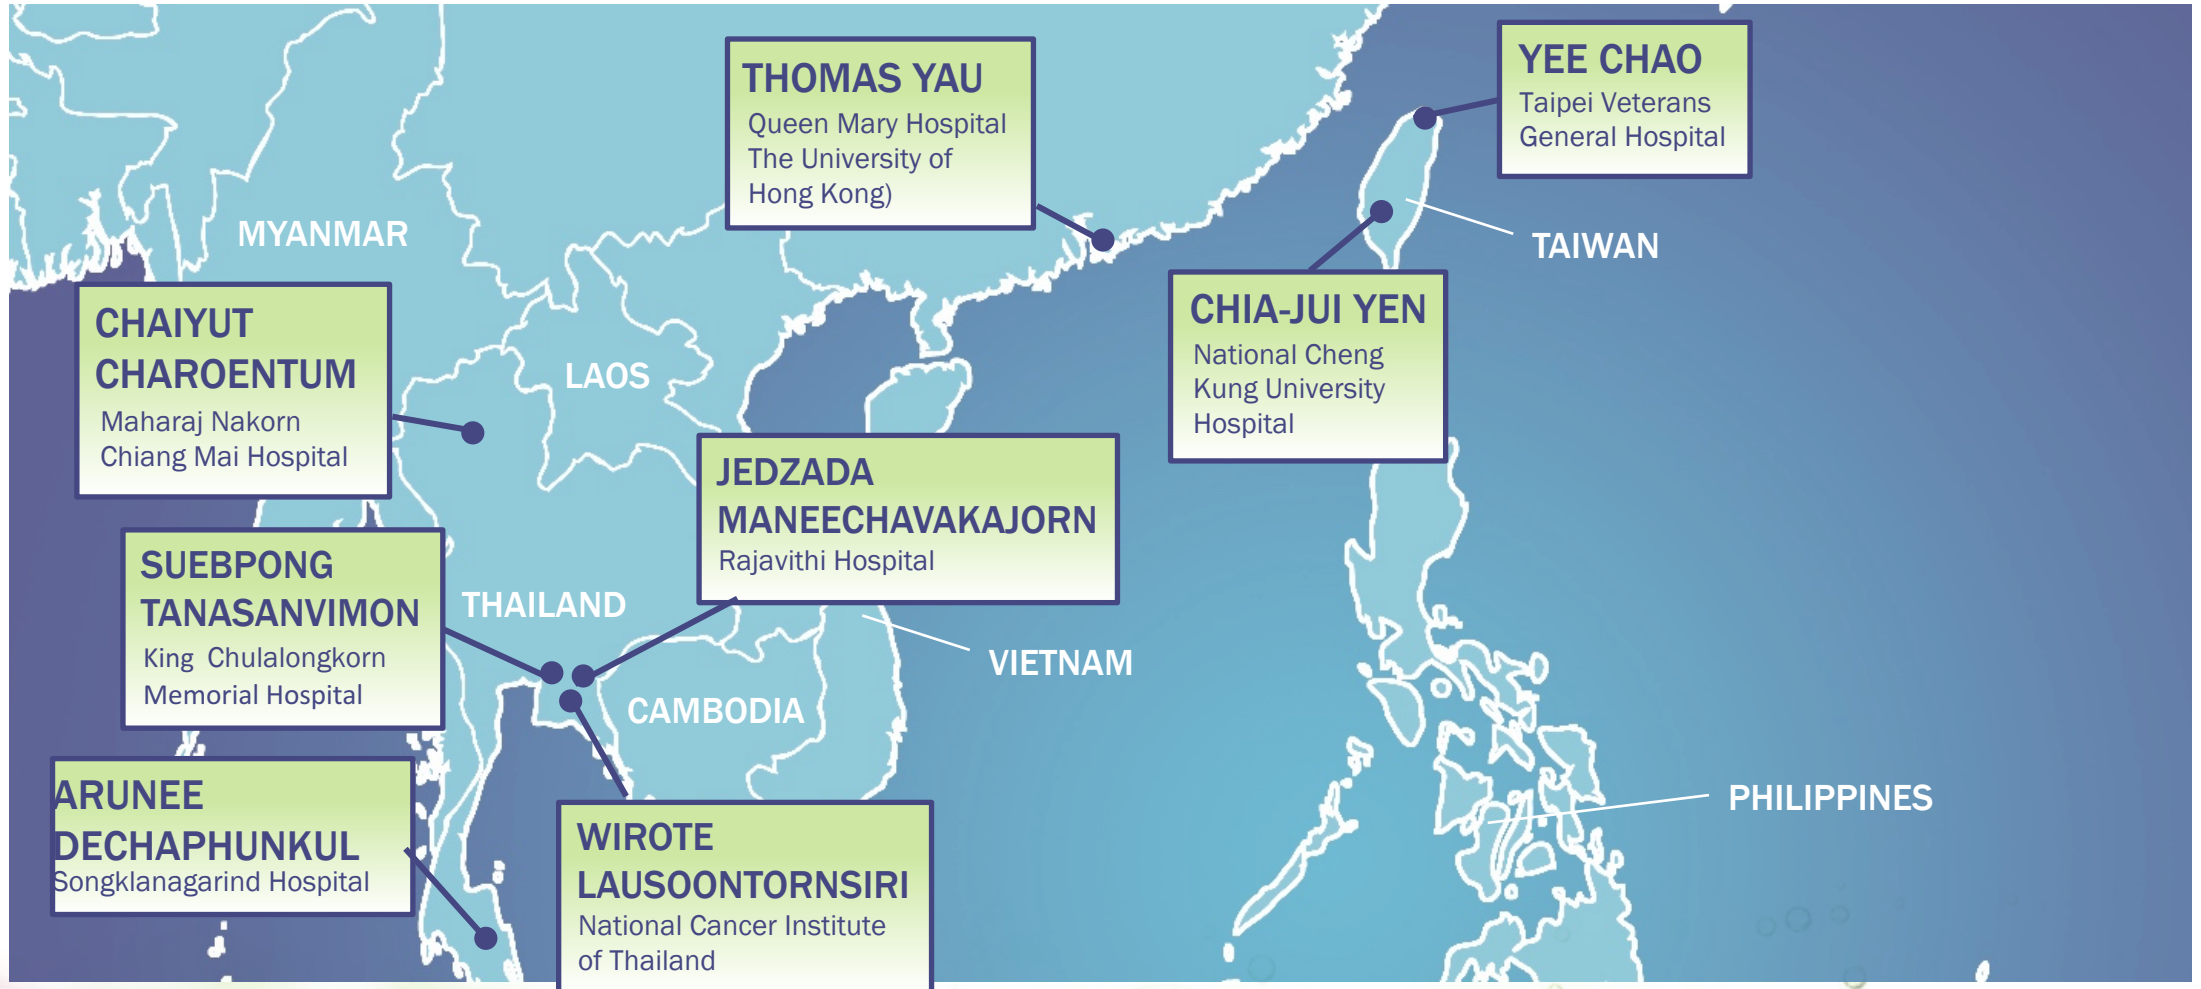 THOMAS YAU
Queen Mary Hospital
The University of
Hong Kong)
YEE CHAO
Taipei Veterans
General Hospital
MYANMAR
TAIWAN
CHAIYUT
CHAROENTUM
Maharaj Nakorn
Chiang Mai Hospital
LAOS
CHIA-JUI YEN
National Cheng
Kung University
Hospital
JEDZADA
MANEECHAVAKAJORN
Rajavithi Hospital
SUEBPONG
TANASANVIMON
King Chulalongkorn
Memorial Hospital
THAILAND
VIETNAM
CAMBODIA
ARUNEE
DECHAPHUNKUL
Songklanagarind Hospital
WIROTE
LAUSOONTORNSIRI
National Cancer Institute
of Thailand
PHILIPPINES